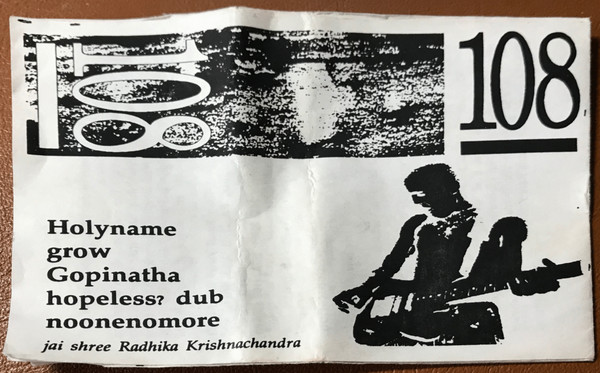 108
108
Holyname
grow
Gopinatha
hopeless? dub
noonenomore
jai shree Radhika Krishnachandra